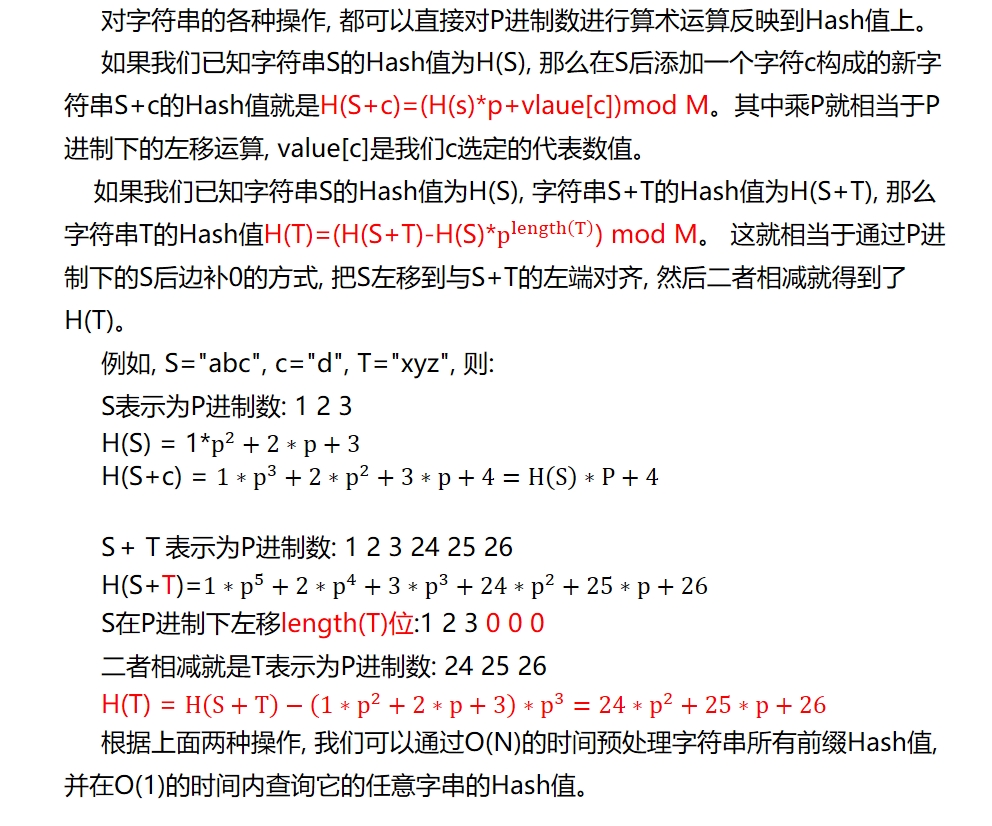 对字符串的各种操作, 都可以直接对P进制数进行算术运算反映到Hash值上。
如果我们已知字符串S的Hash值为H(S), 那么在S后添加一个字符c构成的新字
符串S+c的Hash值就是H(S+c)=(H(s)*p+vlaue[c])mod M。其中乘P就相当于P
进制下的左移运算, value[c]是我们c选定的代表数值。
如果我们已知字符串S的Hash值为H(S), 字符串S+T的Hash值为H(S+T), 那么
字符串T的Hash值H(T)=(H(S+T)-H(S)*p^length(T)) mod M。 这就相当于通过P进
制下的S后边补0的方式, 把S左移到与S+T的左端对齐, 然后二者相减就得到了
H(T)。
例如, S="abc", c="d", T="xyz", 则:
S表示为P进制数: 1 2 3
H(S) = 1*p² + 2 * p + 3
H(S+c) = 1 * p³ + 2 * p² + 3 * p + 4 = H(S) * P + 4
S + T 表示为P进制数: 1 2 3 24 25 26
H(S+T)=1 * p⁵ + 2 * p⁴ + 3 * p³ + 24 * p² + 25 * p + 26
S在P进制下左移length(T)位:1 2 3 0 0 0
二者相减就是T表示为P进制数: 24 25 26
H(T) = H(S + T) − (1 * p² + 2 * p + 3) * p³ = 24 * p² + 25 * p + 26
根据上面两种操作, 我们可以通过O(N)的时间预处理字符串所有前缀Hash值,
并在O(1)的时间内查询它的任意字串的Hash值。